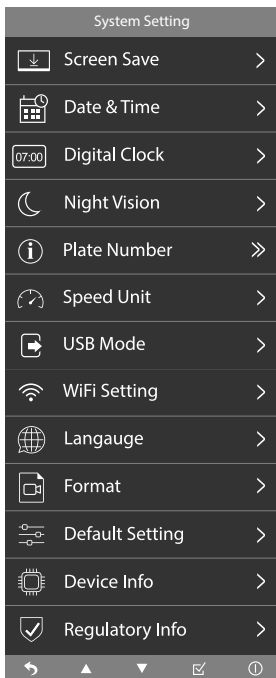 System Setting
Screen Save
Date & Time
07:00 Digital Clock
Night Vision
Plate Number
Speed Unit
USB Mode
WiFi Setting
Langauge
Format
Default Setting
Device Info
Regulatory Info